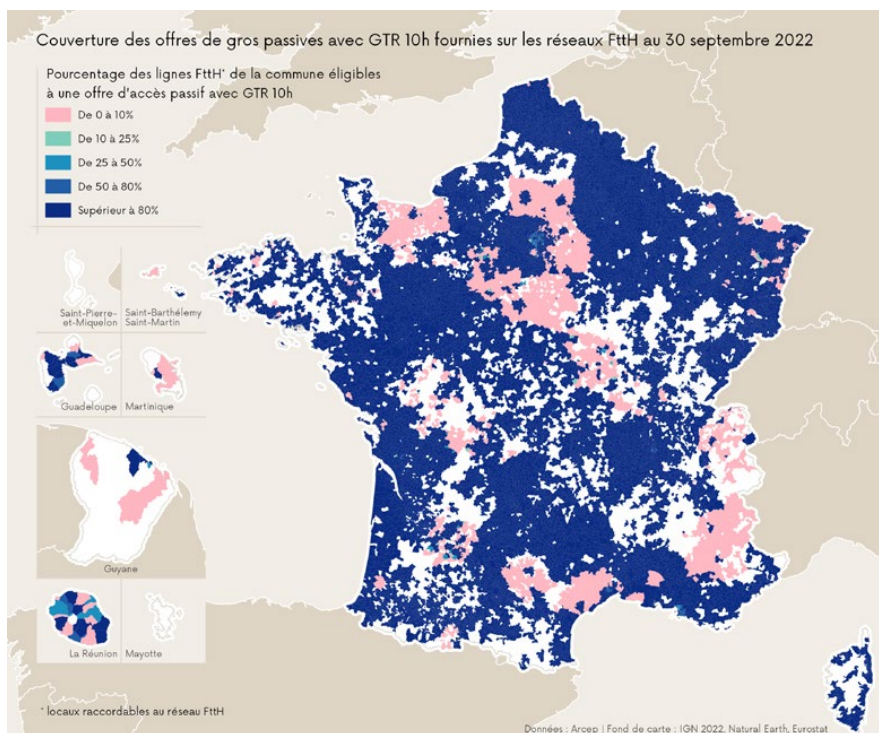 Couverture des offres de gros passives avec GTR 10h fournies sur les réseaux FttH au 30 septembre 2022
Pourcentage des lignes FttH* de la commune éligibles
à une offre d'accès passif avec GTR 10h
De 0 à 10%
De 10 à 25%
De 25 à 50%
De 50 à 80%
Supérieur à 80%
Saint-Pierre-
et-Miquelon
Saint-Barthélemy
Saint-Martin
Guadeloupe
Martinique
Guyane
La Réunion
Mayotte
* locaux raccordables au réseau FttH
Données : Arcep | Fond de carte : IGN 2022, Natural Earth, Eurostat